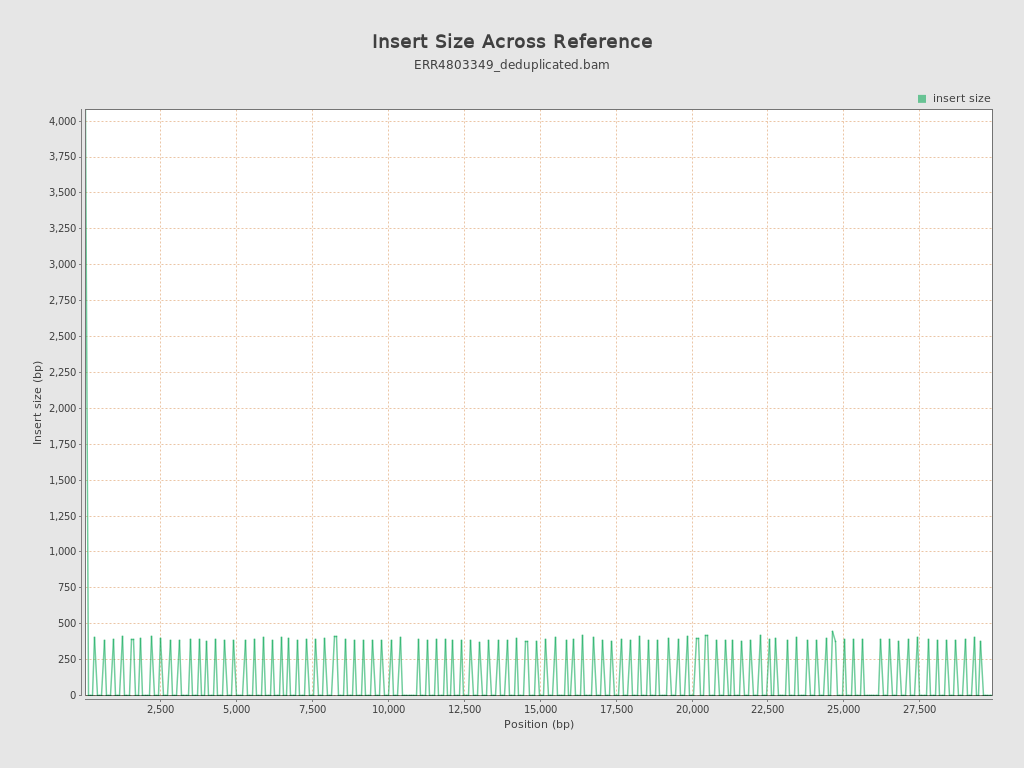 Insert Size Across Reference
ERR4803349_deduplicated.bam
insert size
4,000
3,750
3,500
3,250
3,000
2,750
2,500
2,250
2,000
1,750
1,500
1,250
1,000
750
500
250
0
Insert size (bp)
2,500 5,000 7,500 10,000 12,500 15,000 17,500 20,000 22,500 25,000 27,500
Position (bp)